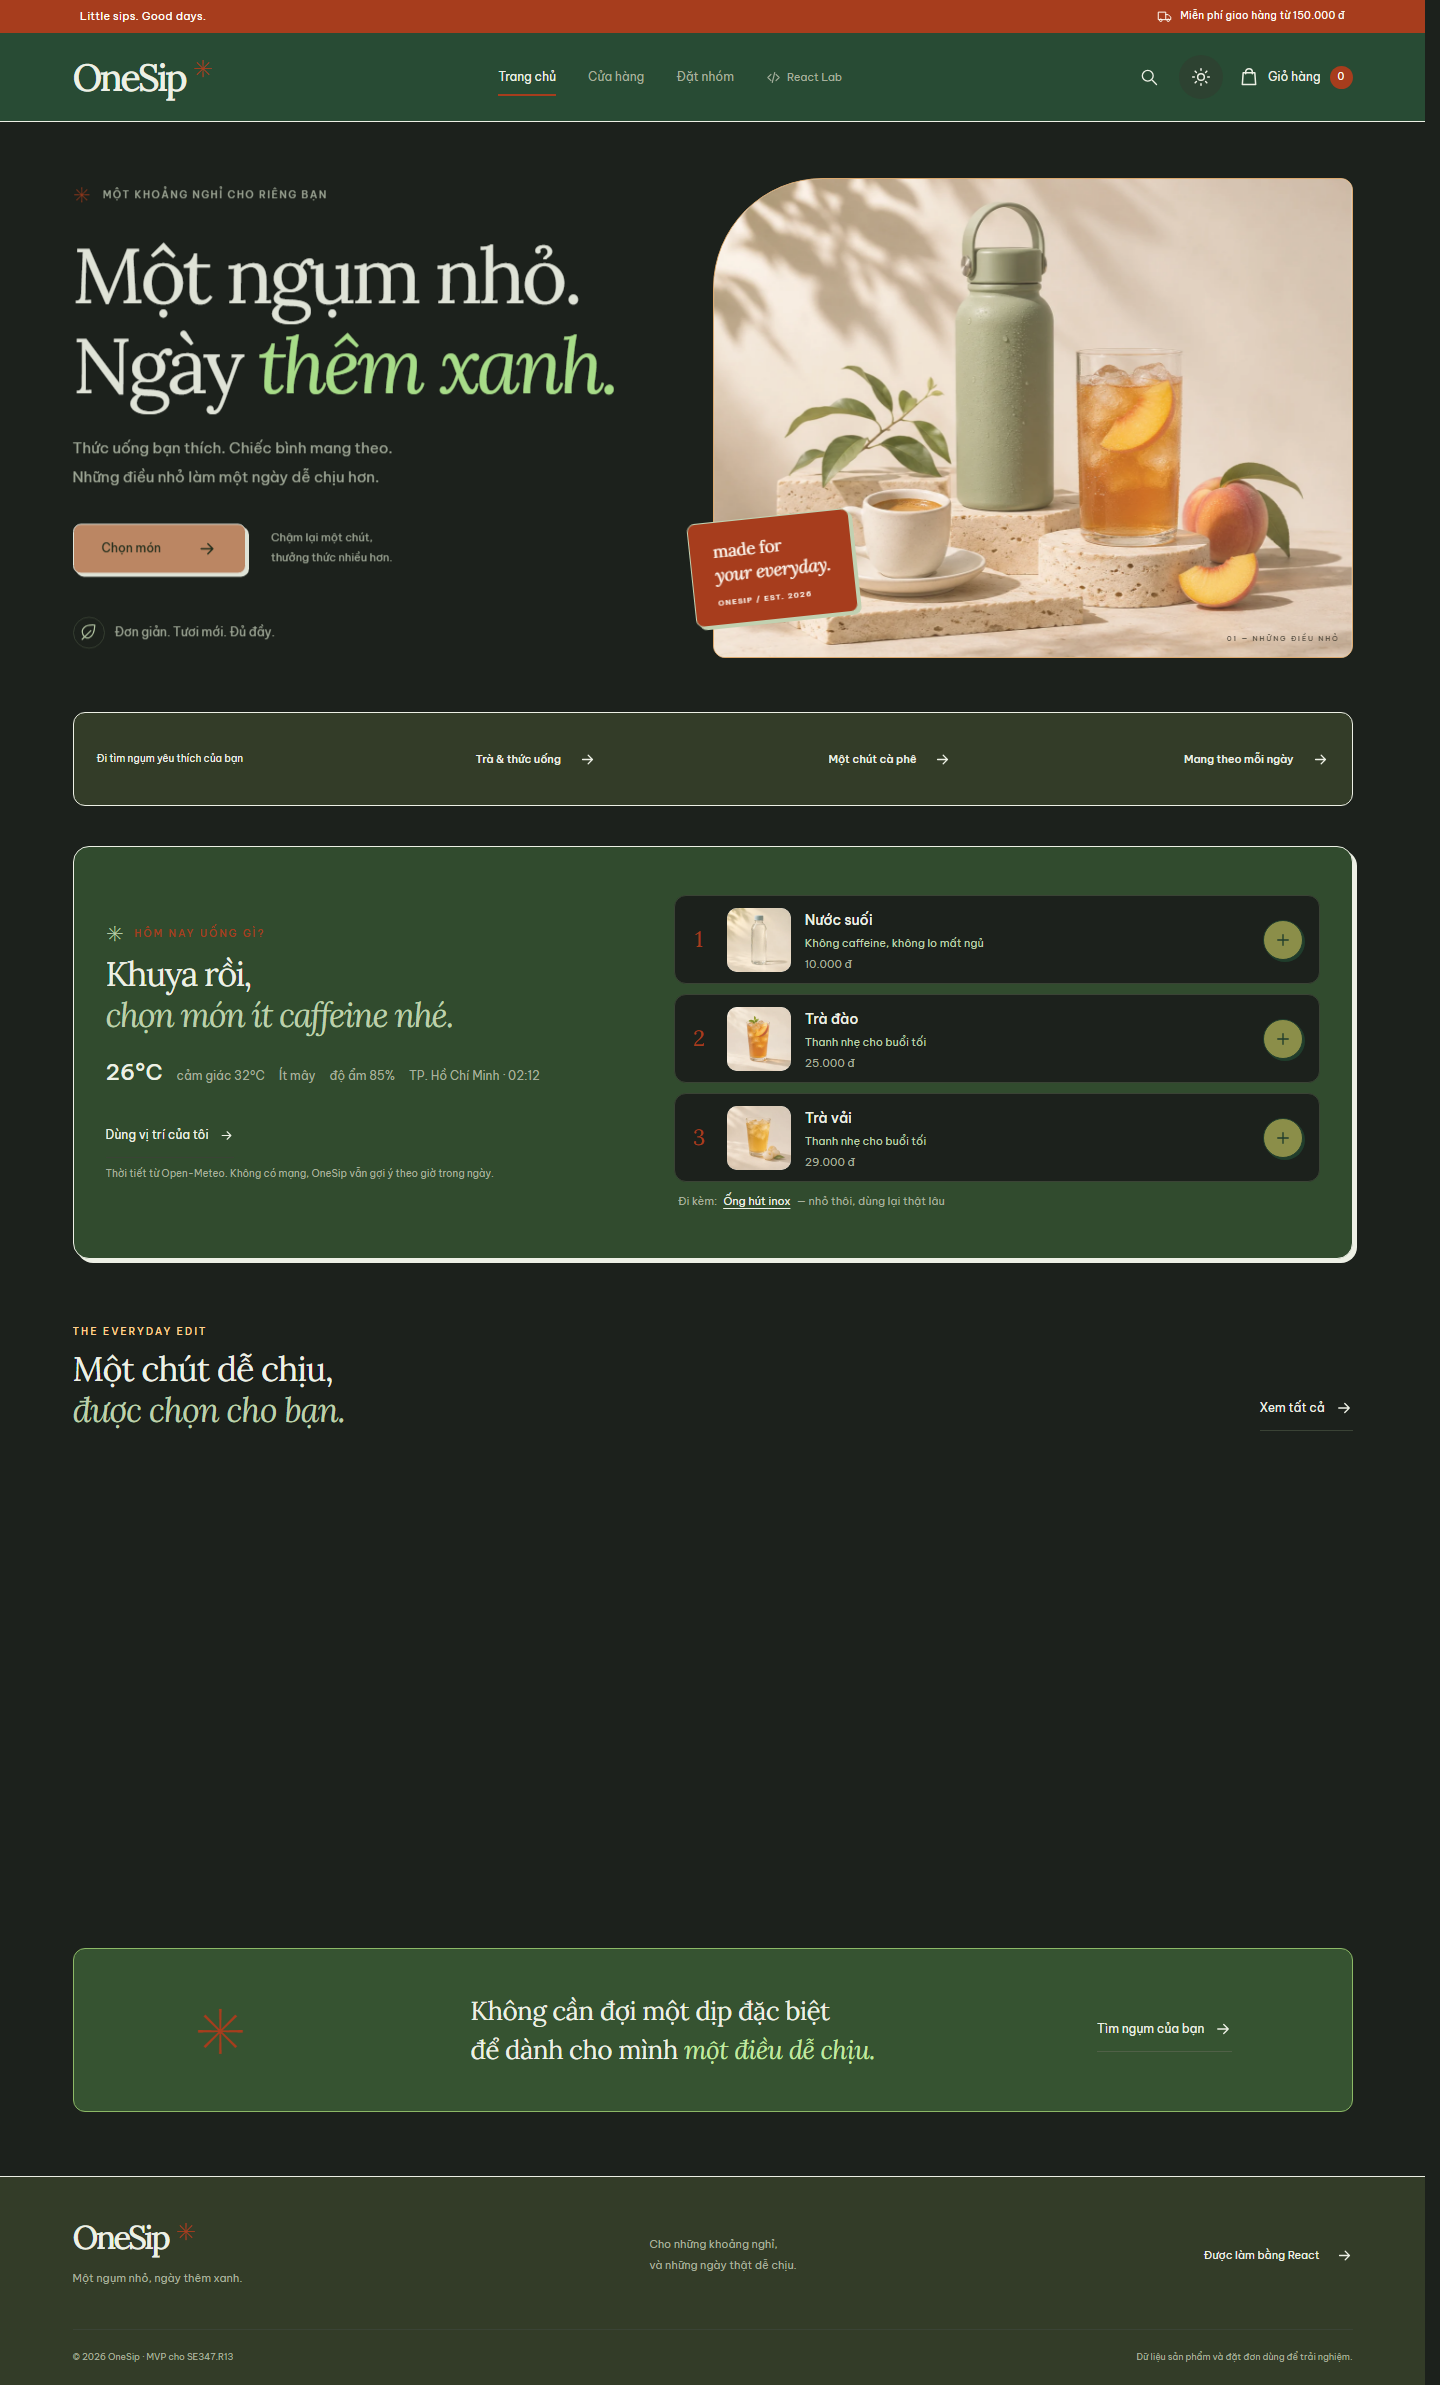 Little sips. Good days.
Miễn phí giao hàng từ 150.000 đ
OneSip
Trang chủ
Cửa hàng
Đặt nhóm
React Lab
Giỏ hàng
0
MỘT KHOẢNG NGHỈ CHO RIÊNG BẠN
Một ngụm nhỏ.
Ngày thêm xanh.
Thức uống bạn thích. Chiếc bình mang theo.
Những điều nhỏ làm một ngày dễ chịu hơn.
Chọn món
Chậm lại một chút,
thưởng thức nhiều hơn.
Đơn giản. Tươi mới. Đủ đầy.
made for
your everyday.
ONESIP / EST. 2026
01 — NHỮNG ĐIỀU NHỎ
Đi tìm ngụm yêu thích của bạn
Trà & thức uống
Một chút cà phê
Mang theo mỗi ngày
HÔM NAY UỐNG GÌ?
Khuya rồi,
chọn món ít caffeine nhé.
26°C
cảm giác 32°C
Ít mây
độ ẩm 85%
TP. Hồ Chí Minh · 02:12
Dùng vị trí của tôi
Thời tiết từ Open-Meteo. Không có mạng, OneSip vẫn gợi ý theo giờ trong ngày.
1
Nước suối
Không caffeine, không lo mất ngủ
10.000 đ
2
Trà đào
Thanh nhẹ cho buổi tối
25.000 đ
3
Trà vải
Thanh nhẹ cho buổi tối
29.000 đ
Đi kèm: Ống hút inox — nhỏ thôi, dùng lại thật lâu
THE EVERYDAY EDIT
Một chút dễ chịu,
được chọn cho bạn.
Xem tất cả
Không cần đợi một dịp đặc biệt
để dành cho mình một điều dễ chịu.
Tìm ngụm của bạn
OneSip
Một ngụm nhỏ, ngày thêm xanh.
Cho những khoảng nghỉ,
và những ngày thật dễ chịu.
Được làm bằng React
© 2026 OneSip · MVP cho SE347.R13
Dữ liệu sản phẩm và đặt đơn dùng để trải nghiệm.